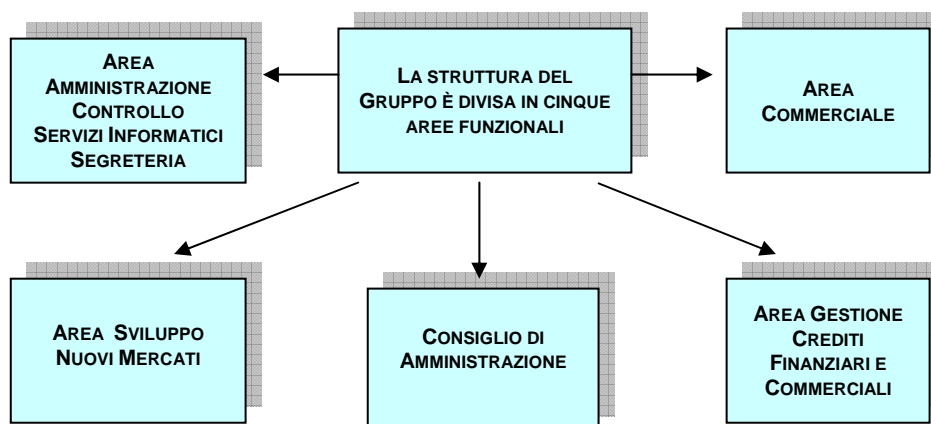 AREA
AMMINISTRAZIONE
CONTROLLO
SERVIZI INFORMATICI
SEGRETERIA
LA STRUTTURA DEL
GRUPPO È DIVISA IN CINQUE
AREE FUNZIONALI
AREA
COMMERCIALE
AREA SVILUPPO
NUOVI MERCATI
CONSIGLIO DI
AMMINISTRAZIONE
AREA GESTIONE
CREDITI
FINANZIARI E
COMMERCIALI